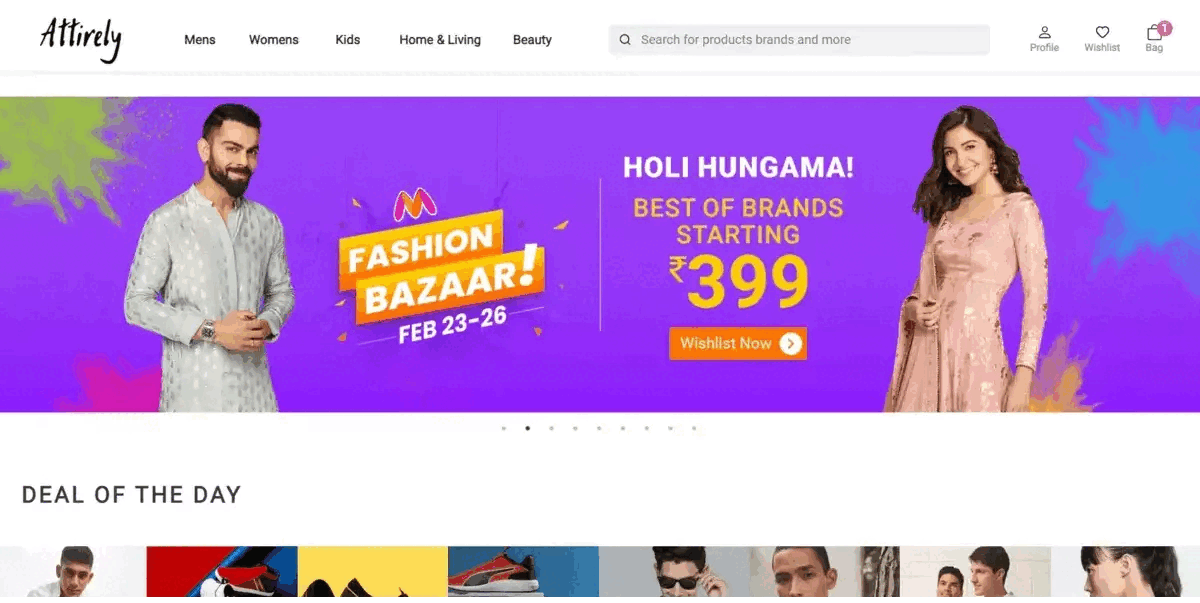 Attirely
Mens
Womens
Kids
Home & Living
Beauty
Search for products brands and more
Profile
Wishlist
1
Bag
FASHION
BAZAAR!
FEB 23-26
HOLI HUNGAMA!
BEST OF BRANDS
STARTING
₹399
Wishlist Now
DEAL OF THE DAY